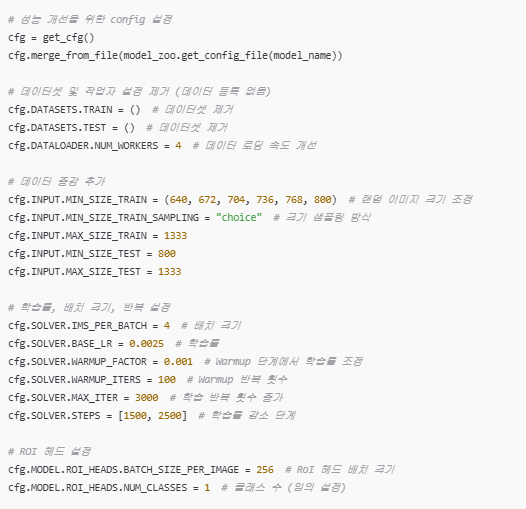 # 성능 개선을 위한 config 설정
cfg = get_cfg()
cfg.merge_from_file(model_zoo.get_config_file(model_name))
# 데이터셋 및 작업자 설정 제거 (데이터 등록 없음)
cfg.DATASETS.TRAIN = ()  # 데이터셋 제거
cfg.DATASETS.TEST = ()  # 데이터셋 제거
cfg.DATALOADER.NUM_WORKERS = 4  # 데이터 로딩 속도 개선
# 데이터 증강 추가
cfg.INPUT.MIN_SIZE_TRAIN = (640, 672, 704, 736, 768, 800)  # 랜덤 이미지 크기 조정
cfg.INPUT.MIN_SIZE_TRAIN_SAMPLING = "choice"  # 크기 샘플링 방식
cfg.INPUT.MAX_SIZE_TRAIN = 1333
cfg.INPUT.MIN_SIZE_TEST = 800
cfg.INPUT.MAX_SIZE_TEST = 1333
# 학습률, 배치 크기, 반복 설정
cfg.SOLVER.IMS_PER_BATCH = 4  # 배치 크기
cfg.SOLVER.BASE_LR = 0.0025  # 학습률
cfg.SOLVER.WARMUP_FACTOR = 0.001  # Warmup 단계에서 학습률 조정
cfg.SOLVER.WARMUP_ITERS = 100  # Warmup 반복 횟수
cfg.SOLVER.MAX_ITER = 3000  # 학습 반복 횟수 증가
cfg.SOLVER.STEPS = [1500, 2500]  # 학습률 감소 단계
# ROI 헤드 설정
cfg.MODEL.ROI_HEADS.BATCH_SIZE_PER_IMAGE = 256  # RoI 헤드 배치 크기
cfg.MODEL.ROI_HEADS.NUM_CLASSES = 1  # 클래스 수 (임의 설정)